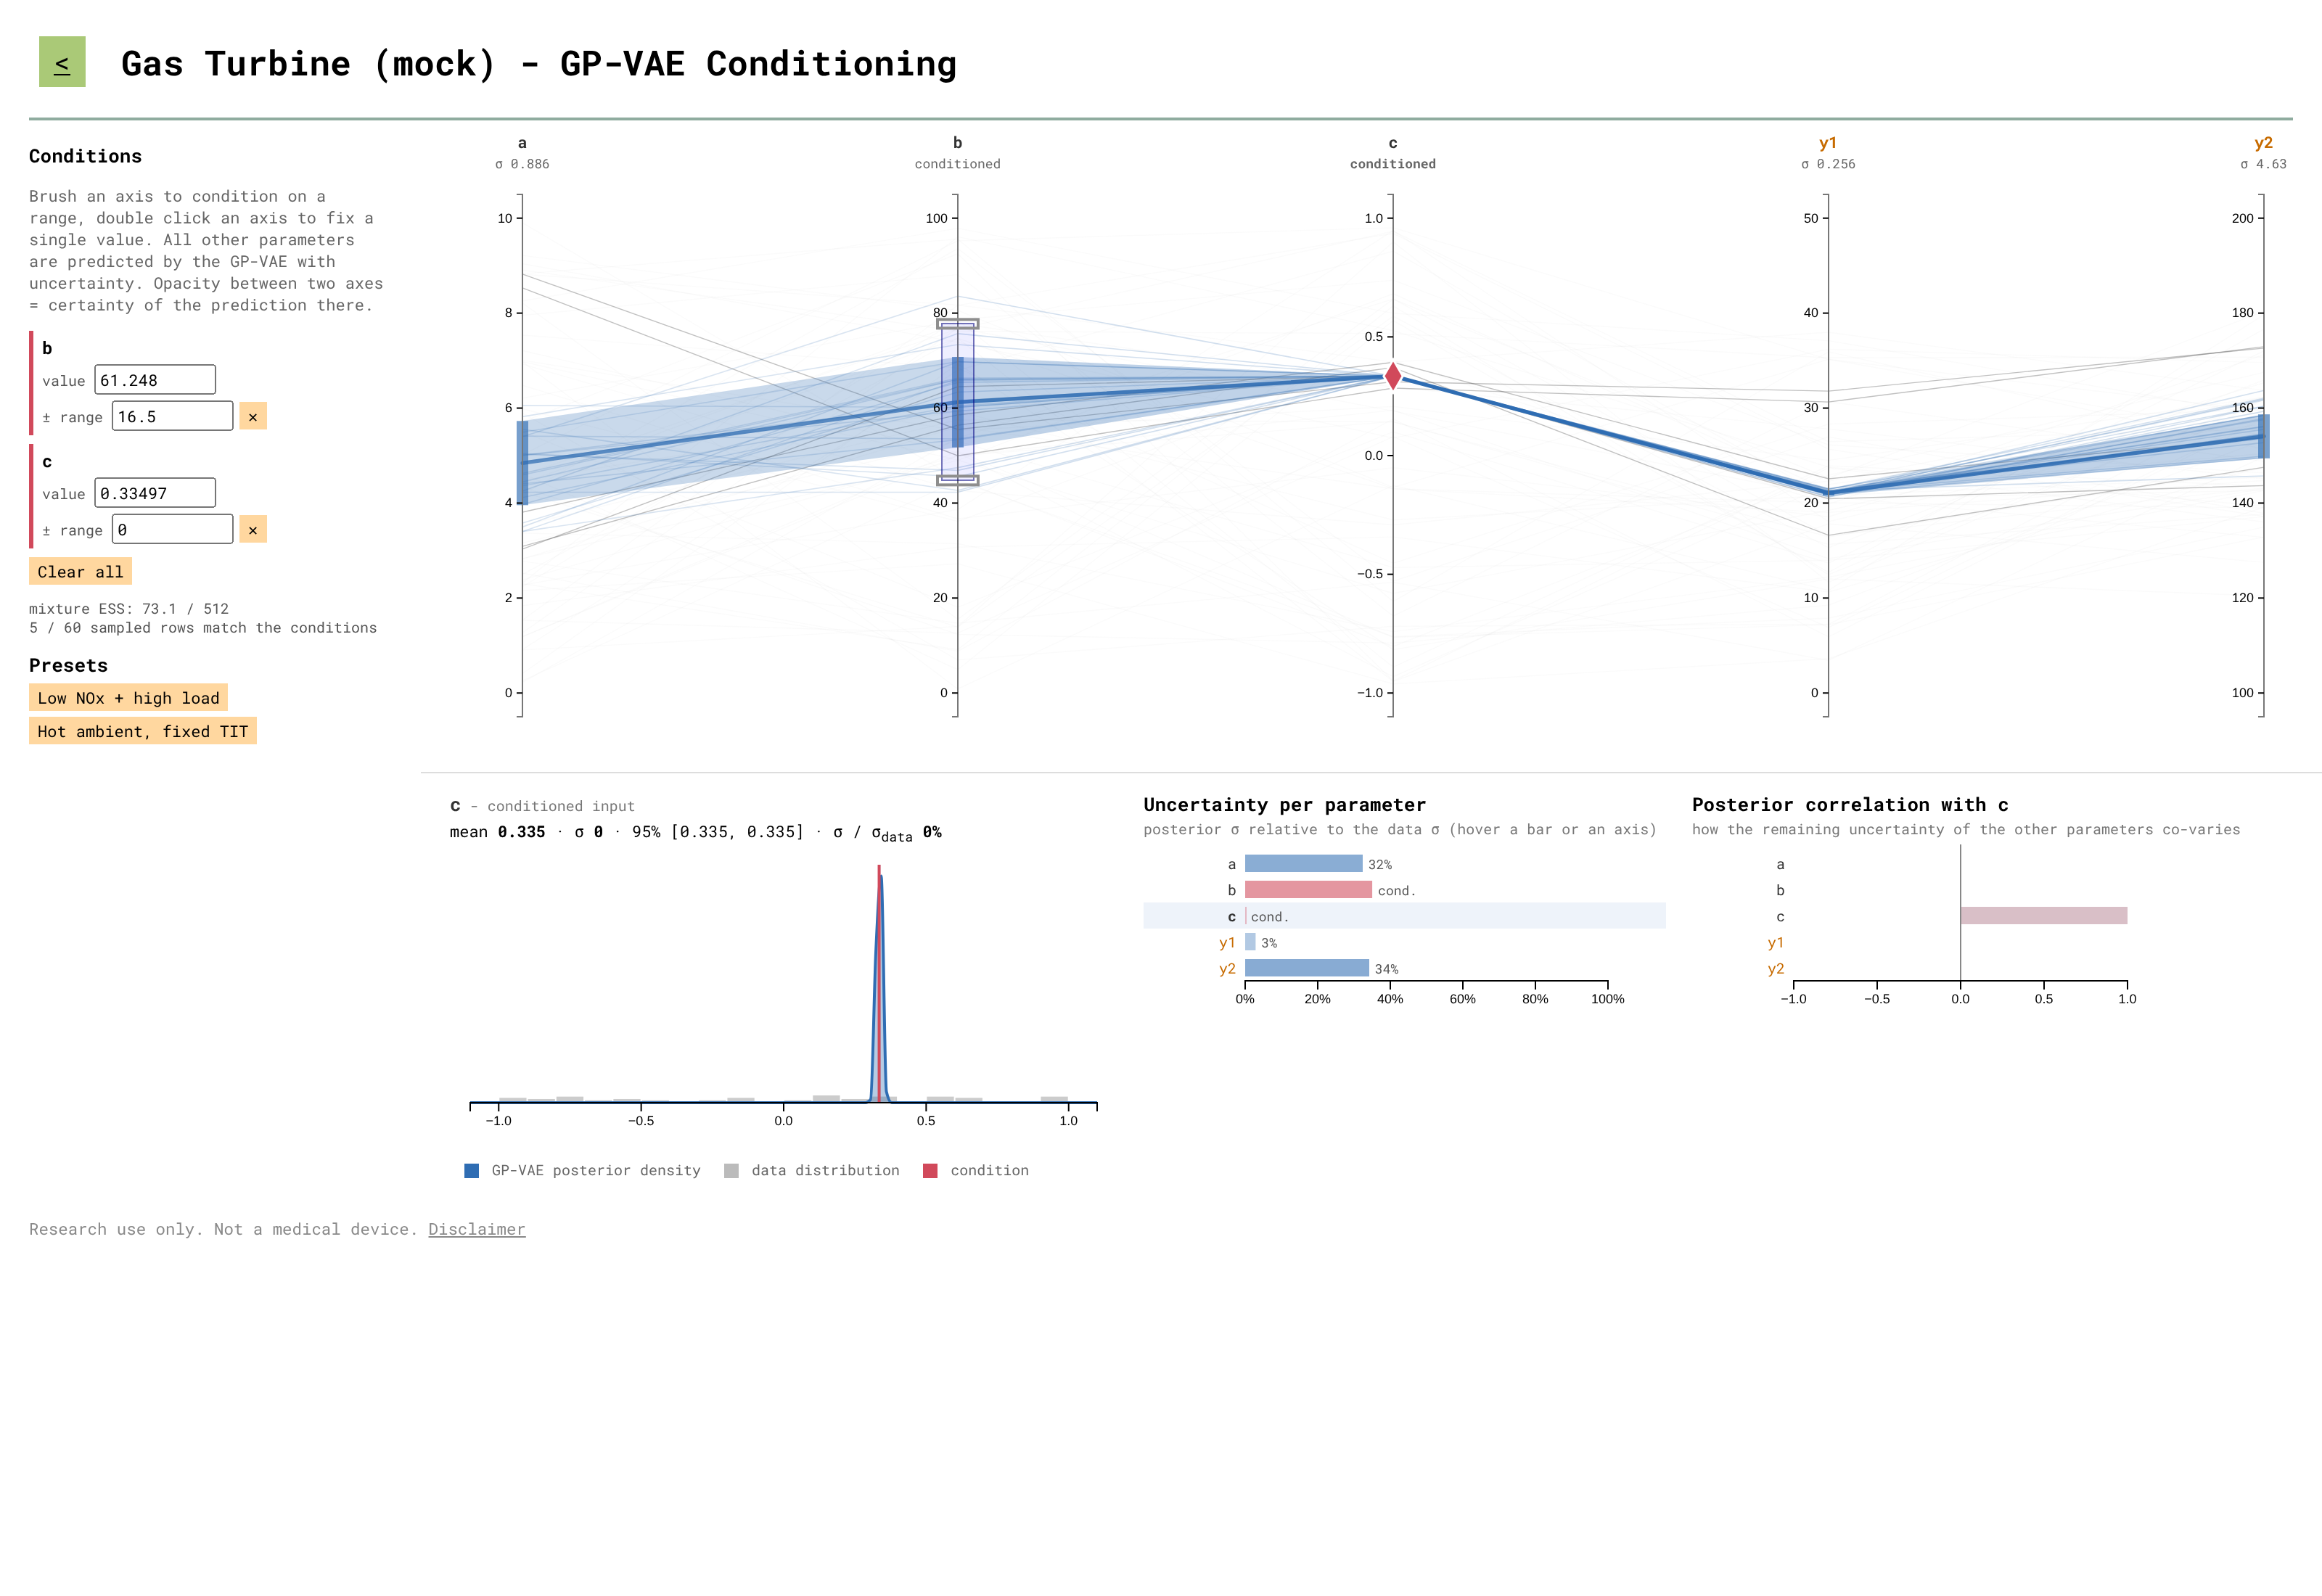 <
Gas Turbine (mock) - GP-VAE Conditioning
Conditions
Brush an axis to condition on a
range, double click an axis to fix a
single value. All other parameters
are predicted by the GP-VAE with
uncertainty. Opacity between two axes
= certainty of the prediction there.
b
value 61.248
± range 16.5 ×
c
value 0.33497
± range 0 ×
Clear all
mixture ESS: 73.1 / 512
5 / 60 sampled rows match the conditions
Presets
Low NOx + high load
Hot ambient, fixed TIT
a
σ 0.886
10
8
6
4
2
0
b
conditioned
100
80
60
40
20
0
c
conditioned
1.0
0.5
0.0
−0.5
−1.0
y1
σ 0.256
50
40
30
20
10
0
y2
σ 4.63
200
180
160
140
120
100
c - conditioned input
mean 0.335 · σ 0 · 95% [0.335, 0.335] · σ / σdata 0%
−1.0 −0.5 0.0 0.5 1.0
GP-VAE posterior density data distribution condition
Uncertainty per parameter
posterior σ relative to the data σ (hover a bar or an axis)
a 32%
b cond.
c cond.
y1 3%
y2 34%
0% 20% 40% 60% 80% 100%
Posterior correlation with c
how the remaining uncertainty of the other parameters co-varies
a
b
c
y1
y2
−1.0 −0.5 0.0 0.5 1.0
Research use only. Not a medical device. Disclaimer